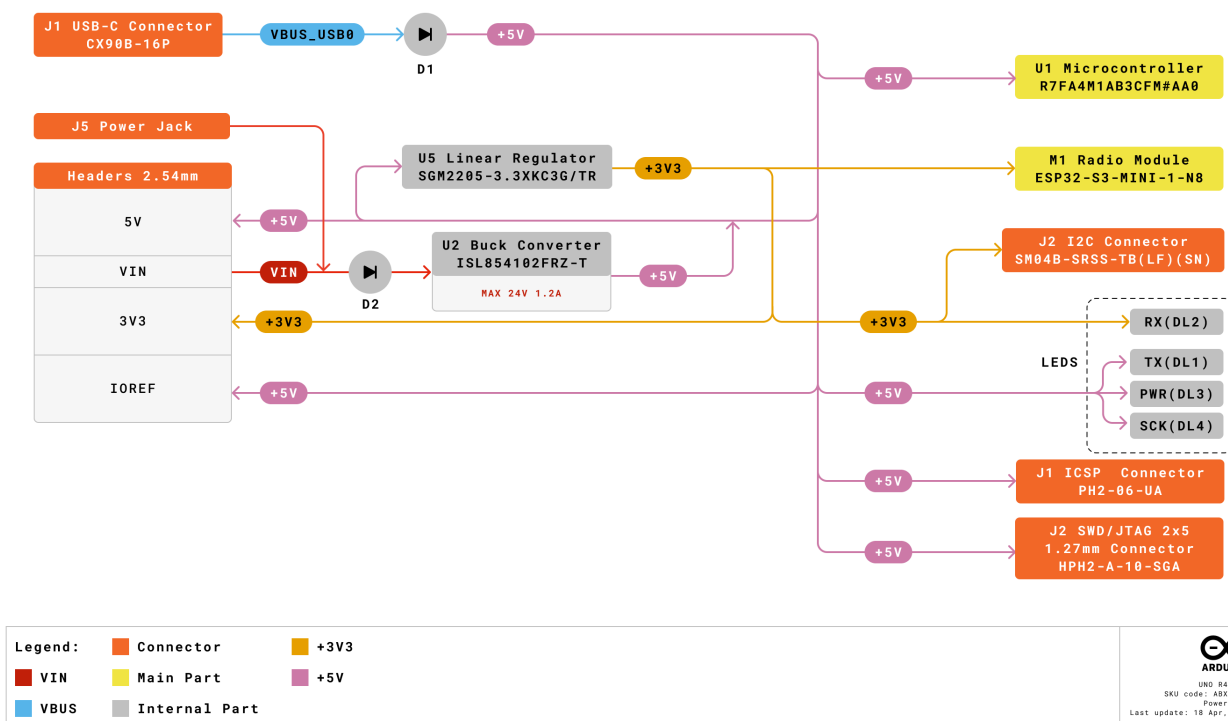 J1 USB-C Connector
CX90B-16P
VBUS_USB0
D1
+5V
+5V
U1 Microcontroller
R7FA4M1AB3CFM#AA0
J5 Power Jack
U5 Linear Regulator
SGM2205-3.3XKC3G/TR
+3V3
M1 Radio Module
ESP32-S3-MINI-1-N8
Headers 2.54mm
5V
+5V
VIN
VIN
D2
U2 Buck Converter
ISL854102FRZ-T
MAX 24V 1.2A
+5V
J2 I2C Connector
SM04B-SRSS-TB(LF)(SN)
3V3
+3V3
+3V3
RX(DL2)
LEDS
TX(DL1)
IOREF
+5V
+5V
PWR(DL3)
SCK(DL4)
+5V
J1 ICSP  Connector
PH2-06-UA
+5V
J2 SWD/JTAG 2x5
1.27mm Connector
HPH2-A-10-SGA
Legend:
Connector
+3V3
VIN
Main Part
+5V
VBUS
Internal Part
ARDU
UNO R4
SKU code: ABX
Power
Last update: 18 Apr,